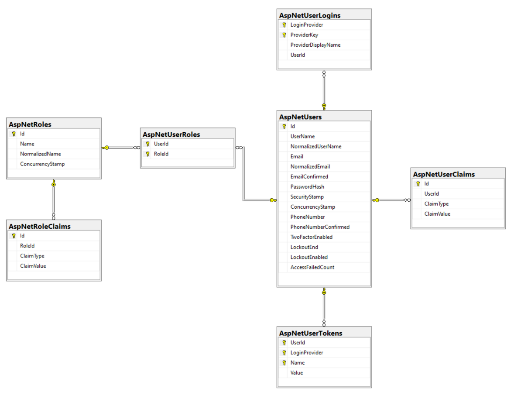 AspNetUserLogins
LoginProvider
ProviderKey
ProviderDisplayName
UserId
AspNetRoles
Id
Name
NormalizedName
ConcurrencyStamp
AspNetUserRoles
UserId
RoleId
AspNetUsers
Id
UserName
NormalizedUserName
Email
NormalizedEmail
EmailConfirmed
PasswordHash
SecurityStamp
ConcurrencyStamp
PhoneNumber
PhoneNumberConfirmed
TwoFactorEnabled
LockoutEnd
LockoutEnabled
AccessFailedCount
AspNetUserClaims
Id
UserId
ClaimType
ClaimValue
AspNetRoleClaims
Id
RoleId
ClaimType
ClaimValue
AspNetUserTokens
UserId
LoginProvider
Name
Value